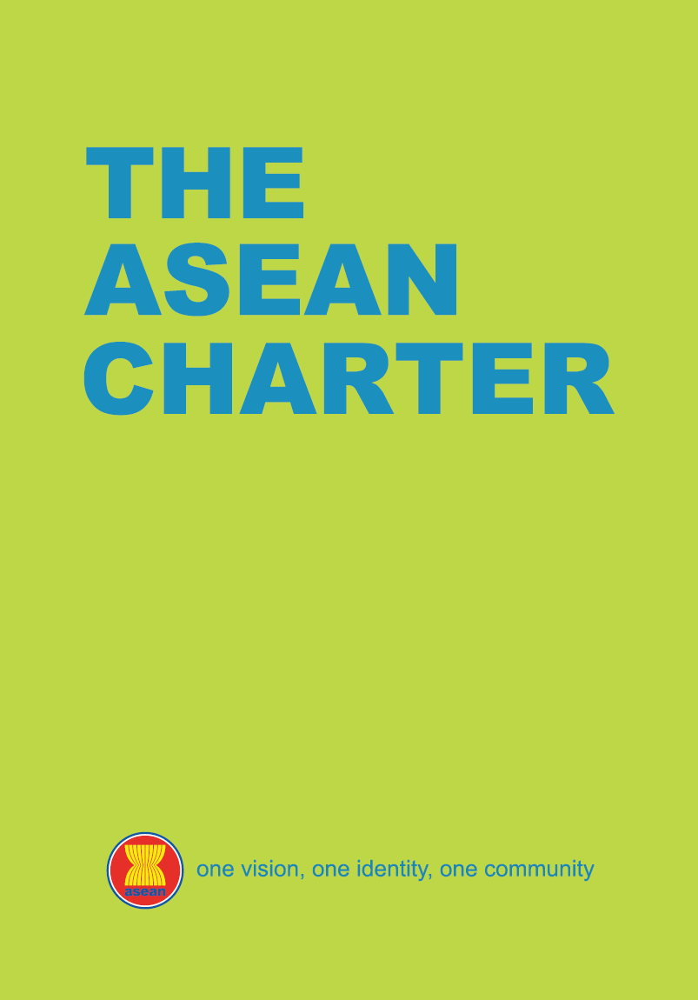 THE
ASEAN
CHARTER
asean
one vision, one identity, one community